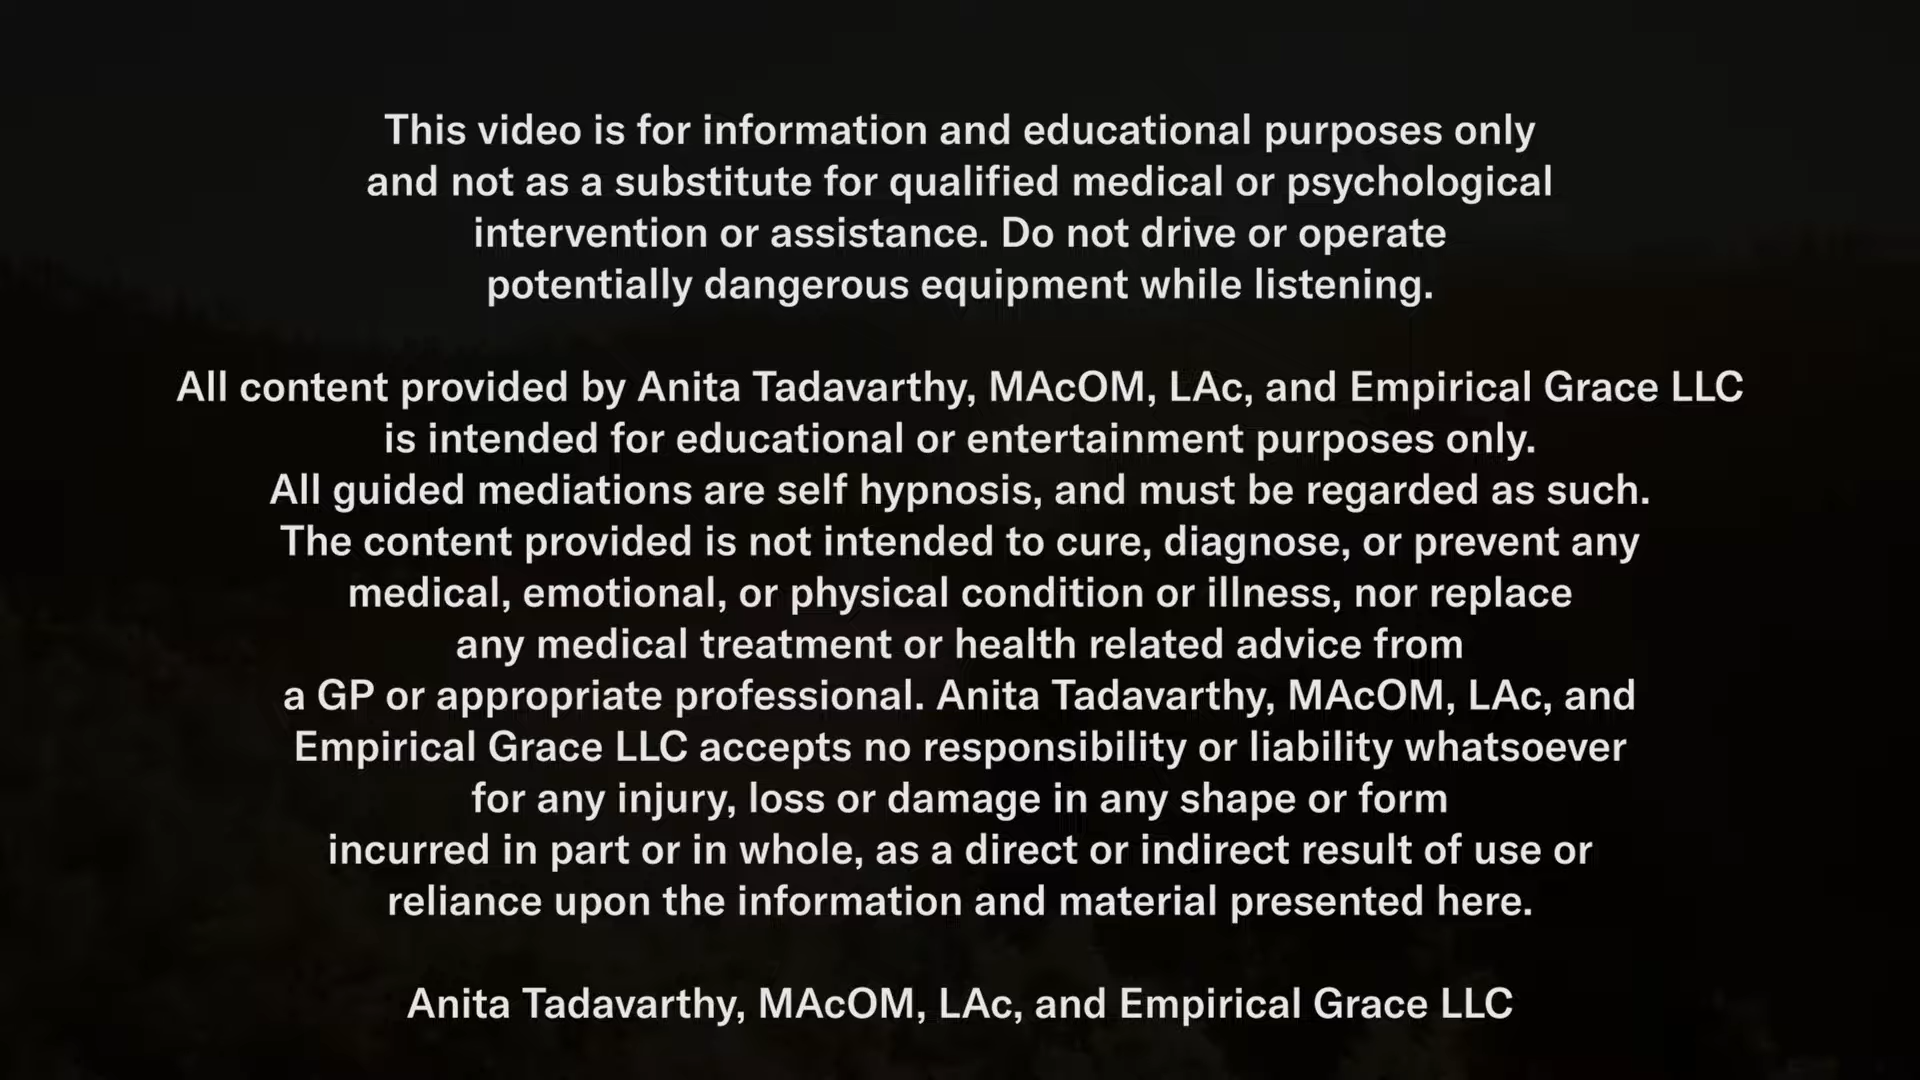 This video is for information and educational purposes only
and not as a substitute for qualified medical or psychological
intervention or assistance. Do not drive or operate
potentially dangerous equipment while listening.
All content provided by Anita Tadavarthy, MAcOM, LAc, and Empirical Grace LLC
is intended for educational or entertainment purposes only.
All guided mediations are self hypnosis, and must be regarded as such.
The content provided is not intended to cure, diagnose, or prevent any
medical, emotional, or physical condition or illness, nor replace
any medical treatment or health related advice from
a GP or appropriate professional. Anita Tadavarthy, MAcOM, LAc, and
Empirical Grace LLC accepts no responsibility or liability whatsoever
for any injury, loss or damage in any shape or form
incurred in part or in whole, as a direct or indirect result of use or
reliance upon the information and material presented here.
Anita Tadavarthy, MAcOM, LAc, and Empirical Grace LLC